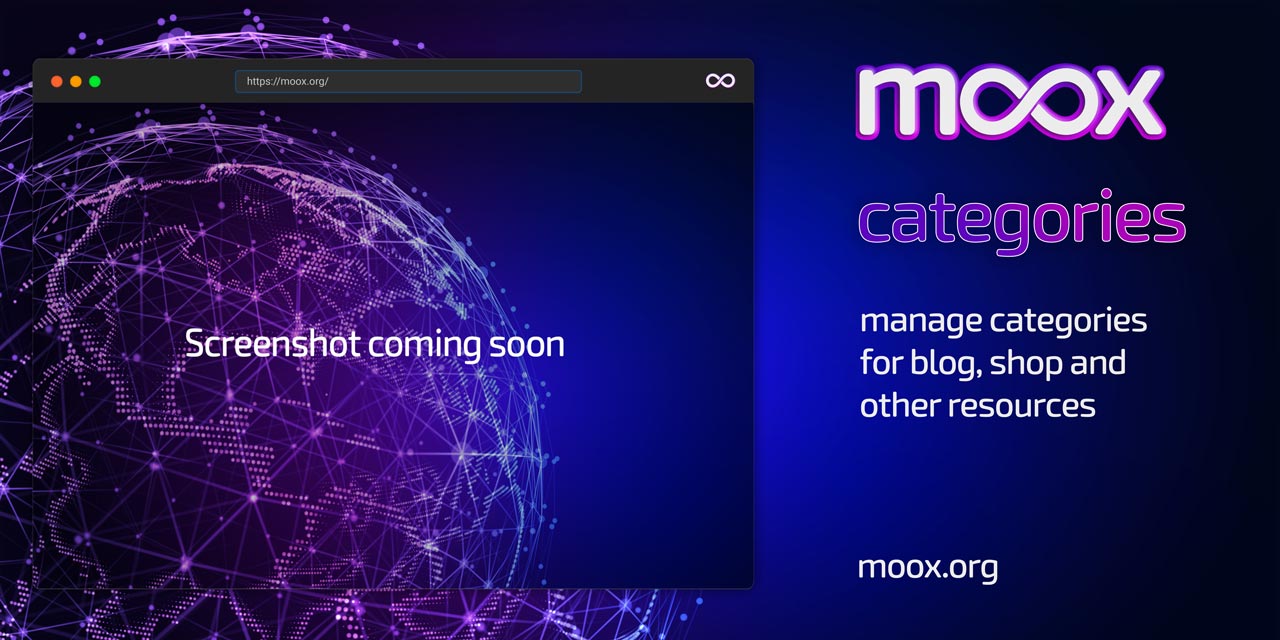 https://moox.org/
Screenshot coming soon
moox
categories
manage categories
for blog, shop and
other resources
moox.org